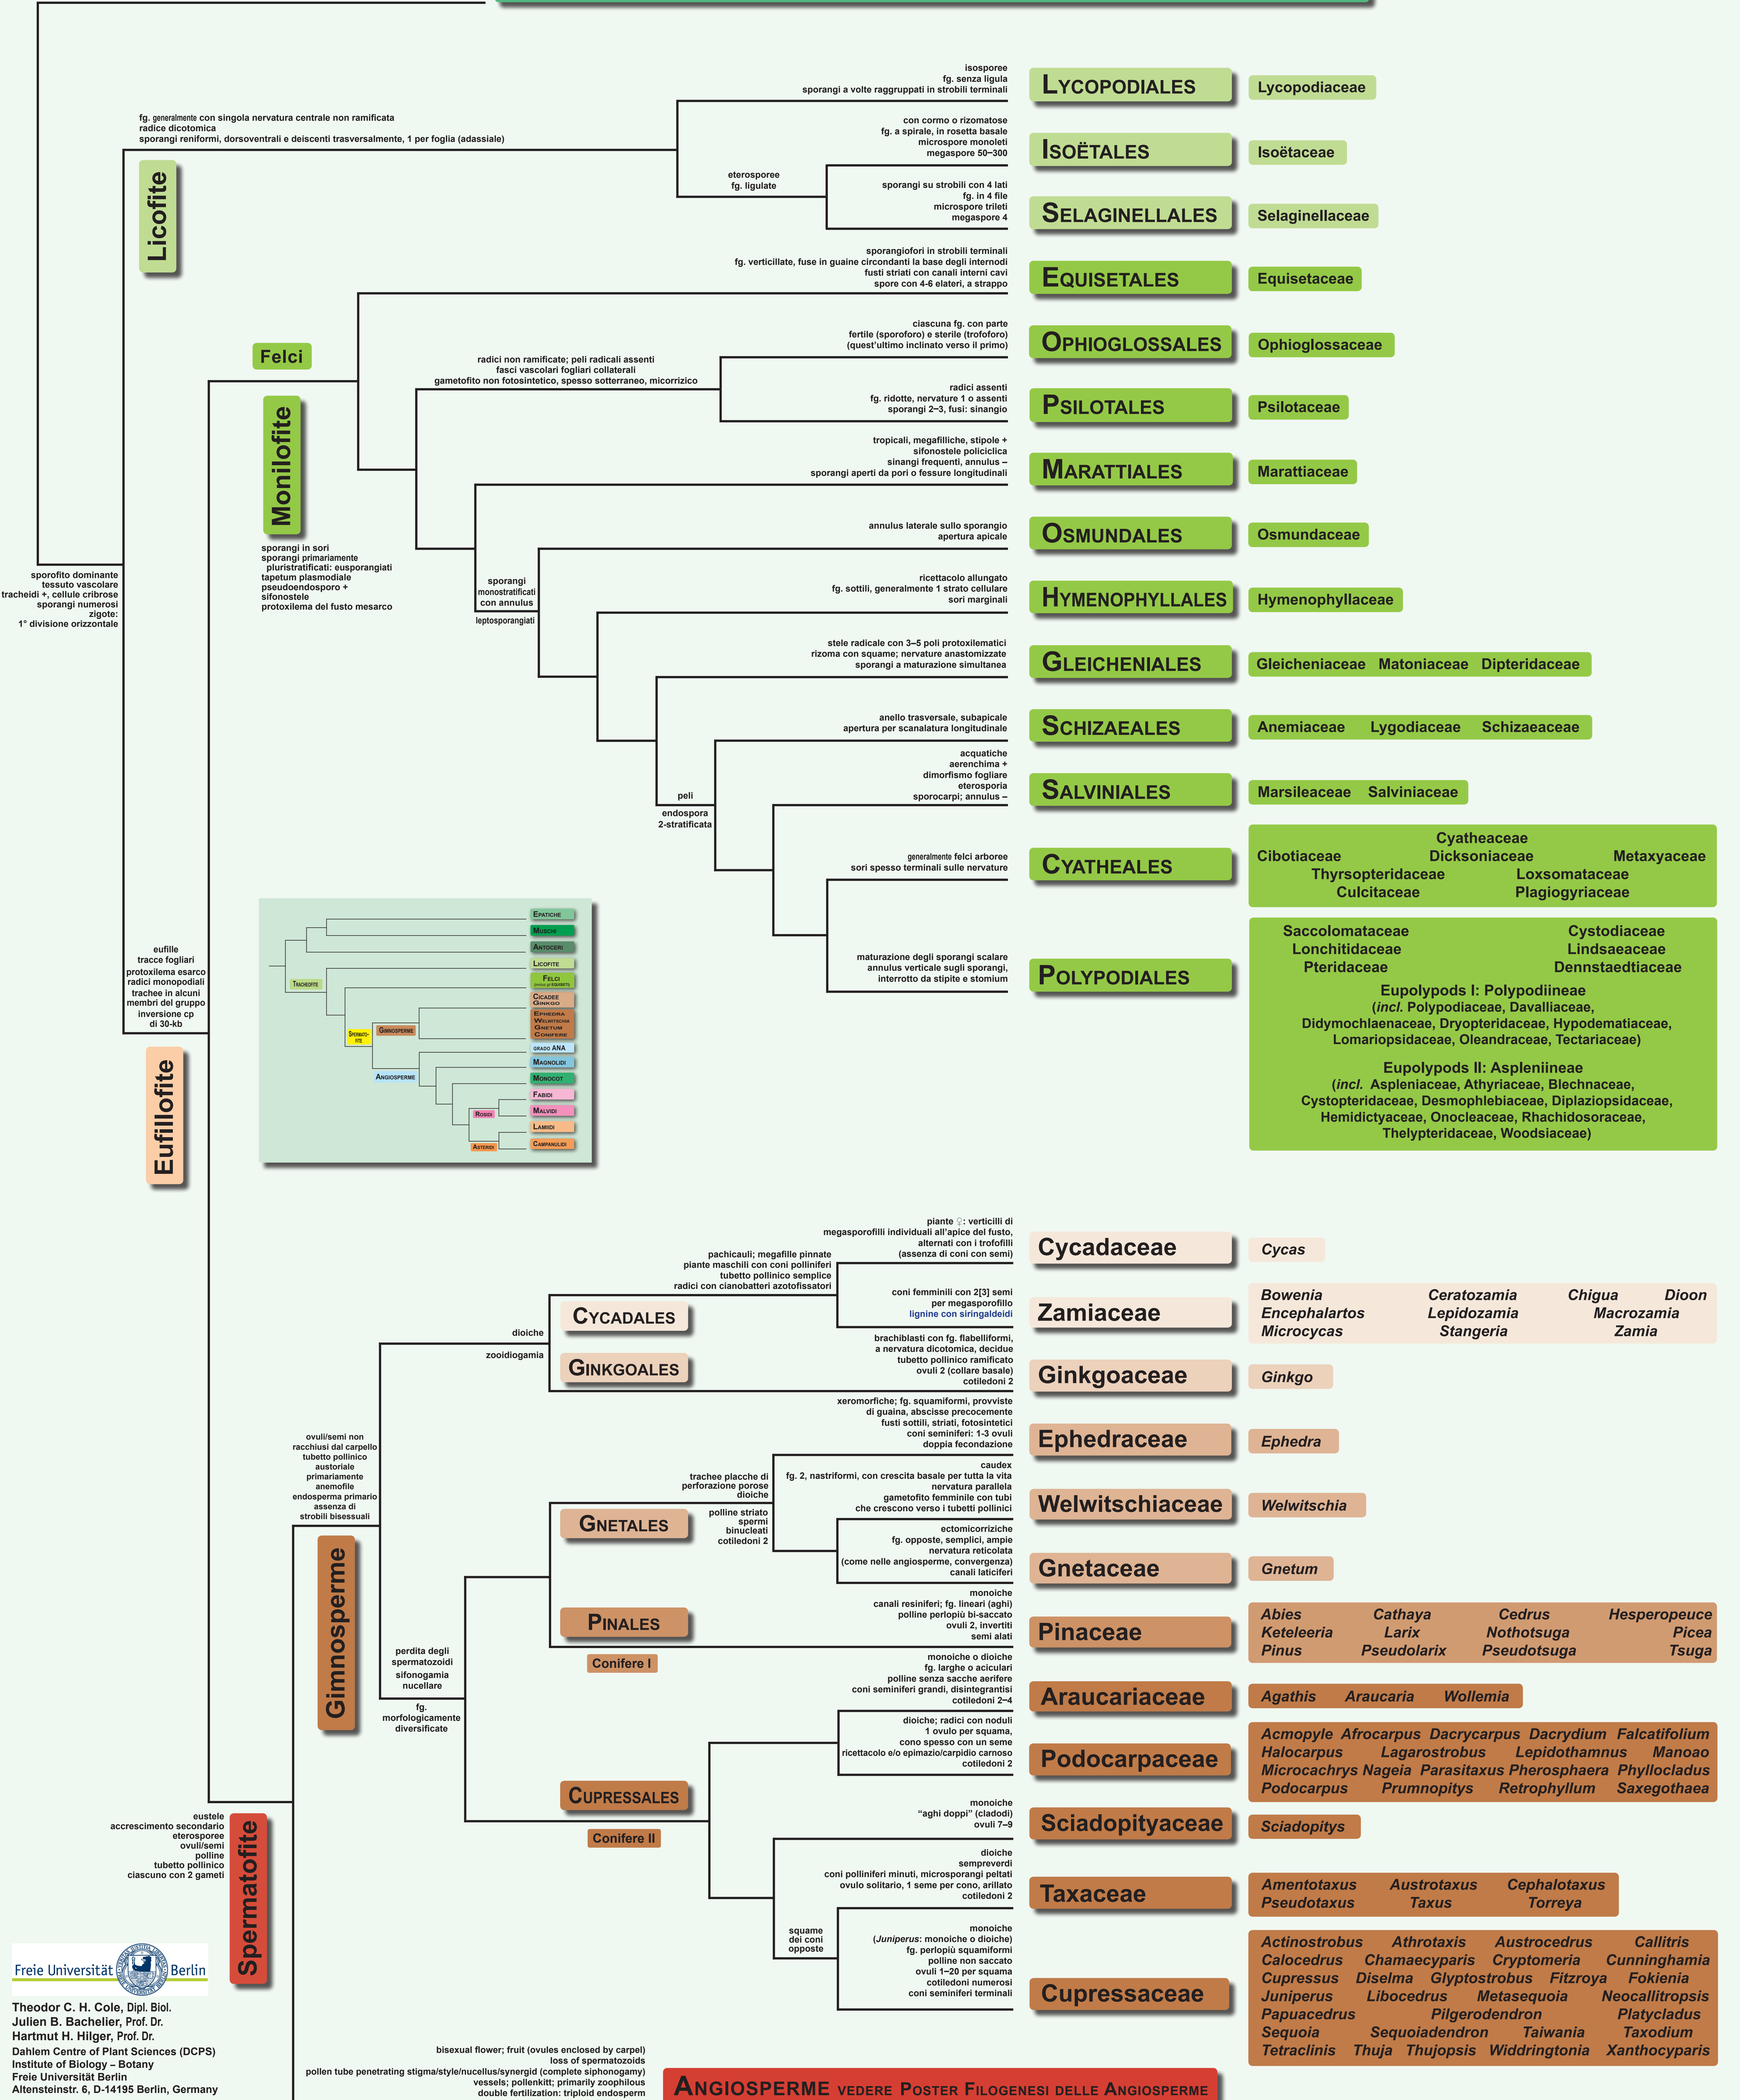 isosporee
fg. senza ligula
sporangi a volte raggruppati in strobili terminali
LYCOPODIALES
Lycopodiaceae
fg. generalmente con singola nervatura centrale non ramificata
radice dicotomica
sporangi reniformi, dorsoventrali e deiscenti trasversalmente, 1 per foglia (adassiale)
Licofite
con cormo o rizomatose
fg. a spirale, in rosetta basale
microspore monoleti
megaspore 50–300
ISOËTALES
Isoëtaceae
eterosporee
fg. ligulate
sporangi su strobili con 4 lati
fg. in 4 file
microspore trileti
megaspore 4
SELAGINELLALES
Selaginellaceae
sporangiofori in strobili terminali
fg. verticillate, fuse in guaine circondanti la base degli internodi
fusti striati con canali interni cavi
spore con 4-6 elateri, a strappo
EQUISETALES
Equisetaceae
Felci
Monilofite
sporangi in sori
sporangi primariamente
pluristratificati: eusporangiati
tapetum plasmodiale
pseudoendosporo +
sifonostele
protoxilema del fusto mesarco
radici non ramificate; peli radicali assenti
fasci vascolari fogliari collaterali
gametofito non fotosintetico, spesso sotterraneo, micorrizico
ciascuna fg. con parte
fertile (sporoforo) e sterile (trofoforo)
(quest'ultimo inclinato verso il primo)
OPHIOGLOSSALES
Ophioglossaceae
radici assenti
fg. ridotte, nervature 1 o assenti
sporangi 2–3, fusi: sinangio
PSILOTALES
Psilotaceae
tropicali, megafilliche, stipole +
sifonostele policiclica
sinangi frequenti, annulus –
sporangi aperti da pori o fessure longitudinali
MARATTIALES
Marattiaceae
annulus laterale sullo sporangio
apertura apicale
OSMUNDALES
Osmundaceae
sporangi
monostratificati
con annulus
leptosporangiati
ricettacolo allungato
fg. sottili, generalmente 1 strato cellulare
sori marginali
HYMENOPHYLLALES
Hymenophyllaceae
stele radicale con 3–5 poli protoxilematici
rizoma con squame; nervature anastomizzate
sporangi a maturazione simultanea
GLEICHENIALES
Gleicheniaceae Matoniaceae Dipteridaceae
anello trasversale, subapicale
apertura per scanalatura longitudinale
SCHIZAEALES
Anemiaceae Lygodiaceae Schizaeaceae
peli
endospora
2-stratificata
acquatiche
aerenchima +
dimorfismo fogliare
eterosporia
sporocarpi; annulus –
SALVINIALES
Marsileaceae Salviniaceae
generalmente felci arboree
sori spesso terminali sulle nervature
CYATHEALES
Cyatheaceae
Cibotiaceae Dicksoniaceae Metaxyaceae
Thyrsopteridaceae Loxsomataceae
Culcitaceae Plagiogyriaceae
maturazione degli sporangi scalare
annulus verticale sugli sporangi,
interrotto da stipite e stomium
POLYPODIALES
Saccolomataceae Cystodiaceae
Lonchitidaceae Lindsaeaceae
Pteridaceae Dennstaedtiaceae
Eupolypods I: Polypodiineae
(incl. Polypodiaceae, Davalliaceae,
Didymochlaenaceae, Dryopteridaceae, Hypodematiaceae,
Lomariopsidaceae, Oleandraceae, Tectariaceae)
Eupolypods II: Aspleniineae
(incl. Aspleniaceae, Athyriaceae, Blechnaceae,
Cystopteridaceae, Desmophlebiaceae, Diplaziopsidaceae,
Hemidictyaceae, Onocleaceae, Rhachidosoraceae,
Thelypteridaceae, Woodsiaceae)
sporofito dominante
tessuto vascolare
tracheidi +, cellule cribrose
sporangi numerosi
zigote:
1° divisione orizzontale
eufille
tracce fogliari
protoxilema esarco
radici monopodiali
trachee in alcuni
membri del gruppo
inversione cp
di 30-kb
Eufillofite
EPATICHE
MUSCHI
ANTOCERI
LICOFITE
TRACHEOFITE
FELCI
(inclusi gli EQUISETI)
CICADEE
GINKGO
EPHEDRA
WELWITSCHIA
GNETUM
CONIFERE
SPERMATO-
FITE
GIMNOSPERME
GRADO ANA
MAGNOLIDI
ANGIOSPERME
MONOCOT
FABIDI
ROSIDI
MALVIDI
LAMIIDI
ASTERIDI
CAMPANULIDI
piante ♀: verticilli di
megasporofilli individuali all'apice del fusto,
alternati con i trofofilli
(assenza di coni con semi)
Cycadaceae
Cycas
pachicauli; megafille pinnate
piante maschili con coni polliniferi
tubetto pollinico semplice
radici con cianobatteri azotofissatori
CYCADALES
coni femminili con 2[3] semi
per megasporofillo
lignine con siringaldeidi
Zamiaceae
Bowenia Ceratozamia Chigua Dioon
Encephalartos Lepidozamia Macrozamia
Microcycas Stangeria Zamia
dioiche
zooidiogamia
GINKGOALES
brachiblasti con fg. flabelliformi,
a nervatura dicotomica, decidue
tubetto pollinico ramificato
ovuli 2 (collare basale)
cotiledoni 2
Ginkgoaceae
Ginkgo
xeromorfiche; fg. squamiformi, provviste
di guaina, abscisse precocemente
fusti sottili, striati, fotosintetici
coni seminiferi: 1-3 ovuli
doppia fecondazione
Ephedraceae
Ephedra
ovuli/semi non
racchiusi dal carpello
tubetto pollinico
austoriale
primariamente
anemofile
endosperma primario
assenza di
strobili bisessuali
Gimnosperme
trachee placche di
perforazione porose
dioiche
polline striato
spermi
binucleati
cotiledoni 2
GNETALES
caudex
fg. 2, nastriformi, con crescita basale per tutta la vita
nervatura parallela
gametofito femminile con tubi
che crescono verso i tubetti pollinici
Welwitschiaceae
Welwitschia
ectomicorriziche
fg. opposte, semplici, ampie
nervatura reticolata
(come nelle angiosperme, convergenza)
canali laticiferi
Gnetaceae
Gnetum
PINALES
Conifere I
monoiche
canali resiniferi; fg. lineari (aghi)
polline perlopiù bi-saccato
ovuli 2, invertiti
semi alati
Pinaceae
Abies Cathaya Cedrus Hesperopeuce
Keteleeria Larix Nothotsuga Picea
Pinus Pseudolarix Pseudotsuga Tsuga
perdita degli
spermatozoidi
sifonogamia
nucellare
fg.
morfologicamente
diversificate
monoiche o dioiche
fg. larghe o aciculari
polline senza sacche aerifere
coni seminiferi grandi, disintegrantisi
cotiledoni 2–4
Araucariaceae
Agathis Araucaria Wollemia
dioiche; radici con noduli
1 ovulo per squama,
cono spesso con un seme
ricettacolo e/o epimazio/carpidio carnoso
cotiledoni 2
Podocarpaceae
Acmopyle Afrocarpus Dacrycarpus Dacrydium Falcatifolium
Halocarpus Lagarostrobus Lepidothamnus Manoao
Microcachrys Nageia Parasitaxus Pherosphaera Phyllocladus
Podocarpus Prumnopitys Retrophyllum Saxegothaea
CUPRESSALES
Conifere II
monoiche
“aghi doppi” (cladodi)
ovuli 7–9
Sciadopityaceae
Sciadopitys
dioiche
sempreverdi
coni polliniferi minuti, microsporangi peltati
ovulo solitario, 1 seme per cono, arillato
cotiledoni 2
Taxaceae
Amentotaxus Austrotaxus Cephalotaxus
Pseudotaxus Taxus Torreya
squame
dei coni
opposte
monoiche
(Juniperus: monoiche o dioiche)
fg. perlopiù squamiformi
polline non saccato
ovuli 1–20 per squama
cotiledoni numerosi
coni seminiferi terminali
Cupressaceae
Actinostrobus Athrotaxis Austrocedrus Callitris
Calocedrus Chamaecyparis Cryptomeria Cunninghamia
Cupressus Diselma Glyptostrobus Fitzroya Fokienia
Juniperus Libocedrus Metasequoia Neocallitropsis
Papuacedrus Pilgerodendron Platycladus
Sequoia Sequoiadendron Taiwania Taxodium
Tetraclinis Thuja Thujopsis Widdringtonia Xanthocyparis
eustele
accrescimento secondario
eterosporee
ovuli/semi
polline
tubetto pollinico
ciascuno con 2 gameti
Spermatofite
Freie Universität Berlin
Theodor C. H. Cole, Dipl. Biol.
Julien B. Bachelier, Prof. Dr.
Hartmut H. Hilger, Prof. Dr.
Dahlem Centre of Plant Sciences (DCPS)
Institute of Biology – Botany
Freie Universität Berlin
Altensteinstr. 6, D-14195 Berlin, Germany
bisexual flower; fruit (ovules enclosed by carpel)
loss of spermatozoids
pollen tube penetrating stigma/style/nucellus/synergid (complete siphonogamy)
vessels; pollenkitt; primarily zoophilous
double fertilization: triploid endosperm
ANGIOSPERME VEDERE POSTER FILOGENESI DELLE ANGIOSPERME